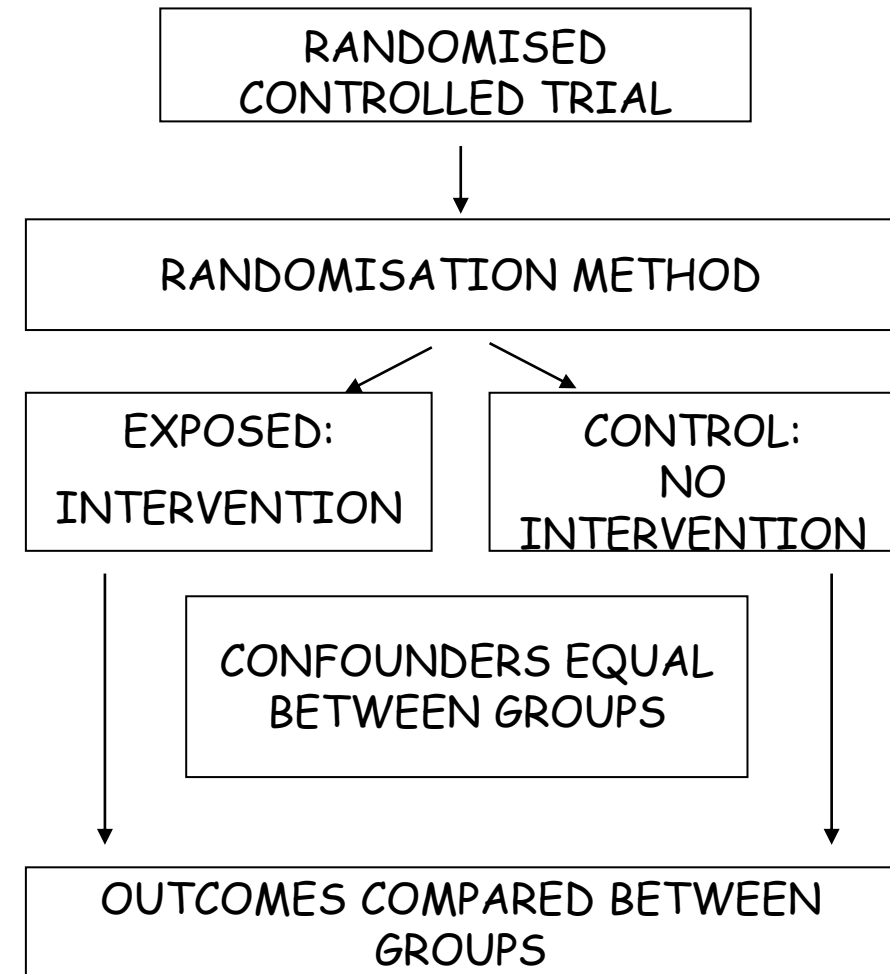 RANDOMISED
CONTROLLED TRIAL
RANDOMISATION METHOD
EXPOSED:
INTERVENTION
CONTROL:
NO
INTERVENTION
CONFOUNDERS EQUAL
BETWEEN GROUPS
OUTCOMES COMPARED BETWEEN
GROUPS